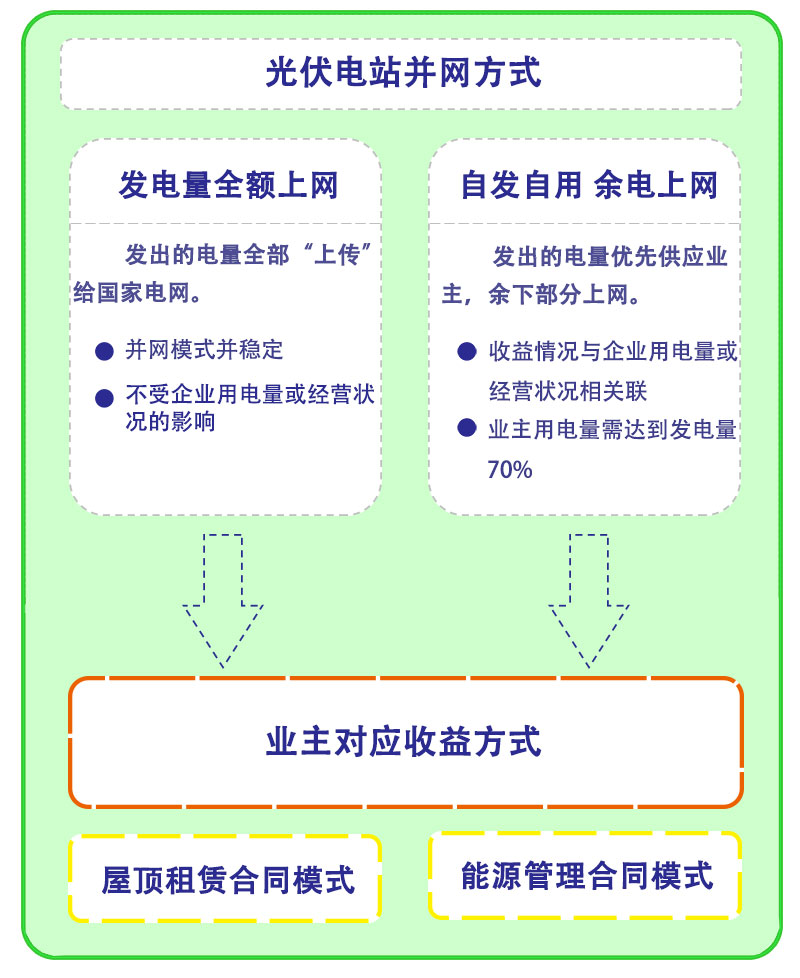 光伏电站并网方式
发电量全额上网
发出的电量全部“上传”
给国家电网。
并网模式并稳定
不受企业用电量或经营状
况的影响
自发自用 余电上网
发出的电量优先供应业
主，余下部分上网。
收益情况与企业用电量或
经营状况相关联
业主用电量需达到发电量
70%
业主对应收益方式
屋顶租赁合同模式
能源管理合同模式